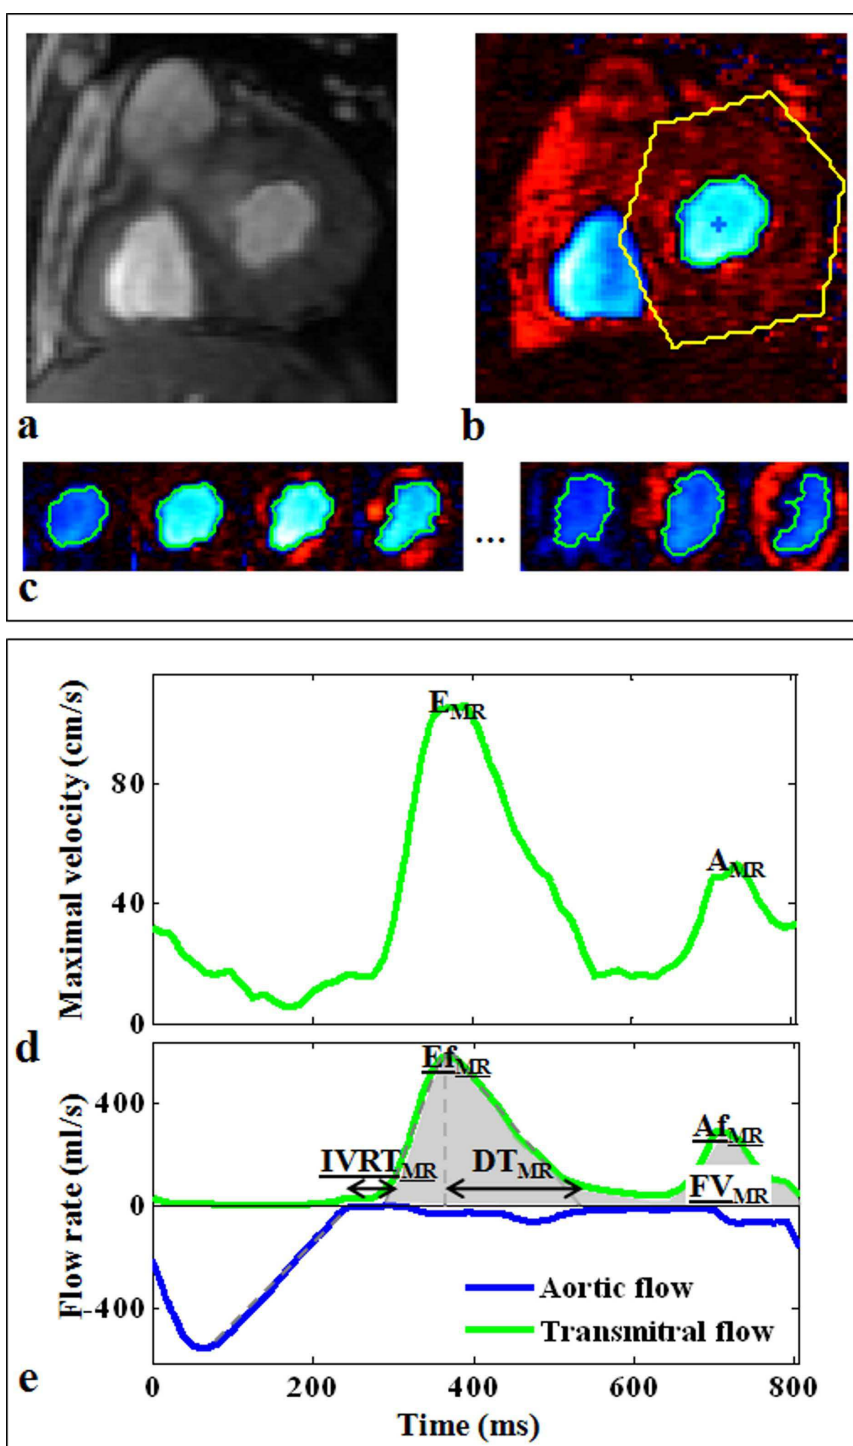 a
b
...
c
E_MR
A_MR
80
40
0
Maximal velocity (cm/s)
d
Ef_MR
Af_MR
IVRT_MR
DT_MR
FV_MR
400
0
-400
Flow rate (ml/s)
Aortic flow
Transmitral flow
e
0 200 400 600 800
Time (ms)